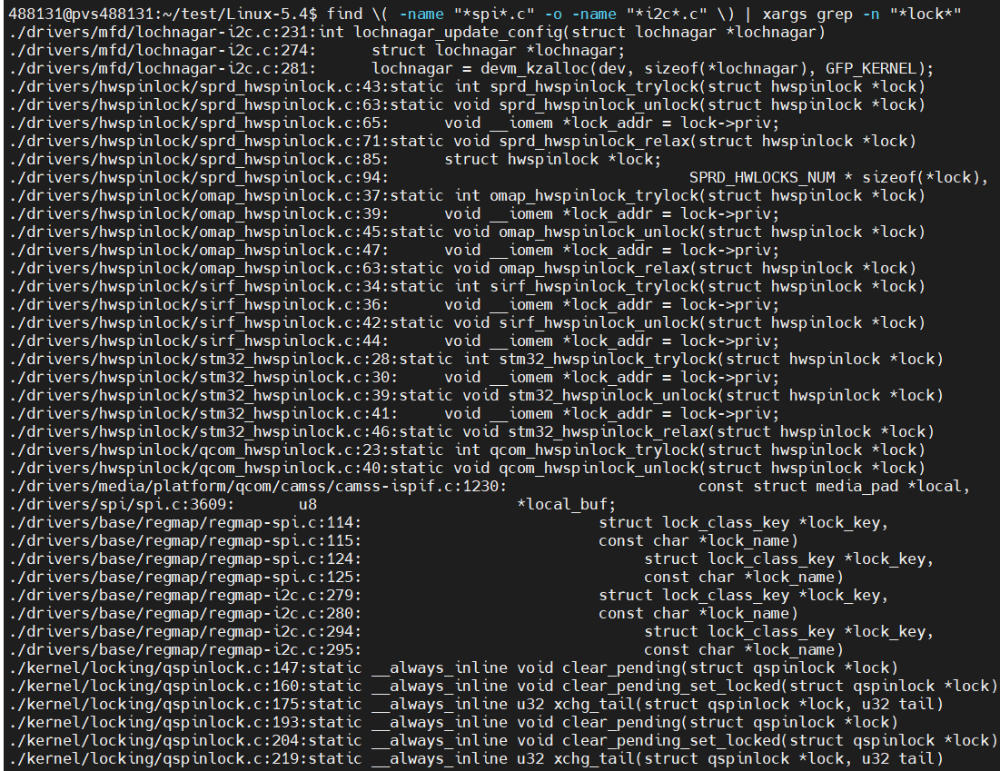 488131@pvs488131:~/test/Linux-5.4$ find \( -name "*spi*.c" -o -name "*i2c*.c" \) | xargs grep -n "*lock*"
./drivers/mfd/lochnagar-i2c.c:231:int lochnagar_update_config(struct lochnagar *lochnagar)
./drivers/mfd/lochnagar-i2c.c:274:      struct lochnagar *lochnagar;
./drivers/mfd/lochnagar-i2c.c:281:      lochnagar = devm_kzalloc(dev, sizeof(*lochnagar), GFP_KERNEL);
./drivers/hwspinlock/sprd_hwspinlock.c:43:static int sprd_hwspinlock_trylock(struct hwspinlock *lock)
./drivers/hwspinlock/sprd_hwspinlock.c:63:static void sprd_hwspinlock_unlock(struct hwspinlock *lock)
./drivers/hwspinlock/sprd_hwspinlock.c:65:      void __iomem *lock_addr = lock->priv;
./drivers/hwspinlock/sprd_hwspinlock.c:71:static void sprd_hwspinlock_relax(struct hwspinlock *lock)
./drivers/hwspinlock/sprd_hwspinlock.c:85:      struct hwspinlock *lock;
./drivers/hwspinlock/sprd_hwspinlock.c:94:                                 SPRD_HWLOCKS_NUM * sizeof(*lock),
./drivers/hwspinlock/omap_hwspinlock.c:37:static int omap_hwspinlock_trylock(struct hwspinlock *lock)
./drivers/hwspinlock/omap_hwspinlock.c:39:      void __iomem *lock_addr = lock->priv;
./drivers/hwspinlock/omap_hwspinlock.c:45:static void omap_hwspinlock_unlock(struct hwspinlock *lock)
./drivers/hwspinlock/omap_hwspinlock.c:47:      void __iomem *lock_addr = lock->priv;
./drivers/hwspinlock/omap_hwspinlock.c:63:static void omap_hwspinlock_relax(struct hwspinlock *lock)
./drivers/hwspinlock/sirf_hwspinlock.c:34:static int sirf_hwspinlock_trylock(struct hwspinlock *lock)
./drivers/hwspinlock/sirf_hwspinlock.c:36:      void __iomem *lock_addr = lock->priv;
./drivers/hwspinlock/sirf_hwspinlock.c:42:static void sirf_hwspinlock_unlock(struct hwspinlock *lock)
./drivers/hwspinlock/sirf_hwspinlock.c:44:      void __iomem *lock_addr = lock->priv;
./drivers/hwspinlock/stm32_hwspinlock.c:28:static int stm32_hwspinlock_trylock(struct hwspinlock *lock)
./drivers/hwspinlock/stm32_hwspinlock.c:30:     void __iomem *lock_addr = lock->priv;
./drivers/hwspinlock/stm32_hwspinlock.c:39:static void stm32_hwspinlock_unlock(struct hwspinlock *lock)
./drivers/hwspinlock/stm32_hwspinlock.c:41:     void __iomem *lock_addr = lock->priv;
./drivers/hwspinlock/stm32_hwspinlock.c:46:static void stm32_hwspinlock_relax(struct hwspinlock *lock)
./drivers/hwspinlock/qcom_hwspinlock.c:23:static int qcom_hwspinlock_trylock(struct hwspinlock *lock)
./drivers/hwspinlock/qcom_hwspinlock.c:40:static void qcom_hwspinlock_unlock(struct hwspinlock *lock)
./drivers/media/platform/qcom/camss/camss-ispif.c:1230:                     const struct media_pad *local,
./drivers/spi/spi.c:3609:       u8                      *local_buf;
./drivers/base/regmap/regmap-spi.c:114:                          struct lock_class_key *lock_key,
./drivers/base/regmap/regmap-spi.c:115:                          const char *lock_name)
./drivers/base/regmap/regmap-spi.c:124:                               struct lock_class_key *lock_key,
./drivers/base/regmap/regmap-spi.c:125:                               const char *lock_name)
./drivers/base/regmap/regmap-i2c.c:279:                          struct lock_class_key *lock_key,
./drivers/base/regmap/regmap-i2c.c:280:                          const char *lock_name)
./drivers/base/regmap/regmap-i2c.c:294:                               struct lock_class_key *lock_key,
./drivers/base/regmap/regmap-i2c.c:295:                               const char *lock_name)
./kernel/locking/qspinlock.c:147:static __always_inline void clear_pending(struct qspinlock *lock)
./kernel/locking/qspinlock.c:160:static __always_inline void clear_pending_set_locked(struct qspinlock *lock)
./kernel/locking/qspinlock.c:175:static __always_inline u32 xchg_tail(struct qspinlock *lock, u32 tail)
./kernel/locking/qspinlock.c:193:static __always_inline void clear_pending(struct qspinlock *lock)
./kernel/locking/qspinlock.c:204:static __always_inline void clear_pending_set_locked(struct qspinlock *lock)
./kernel/locking/qspinlock.c:219:static __always_inline u32 xchg_tail(struct qspinlock *lock, u32 tail)